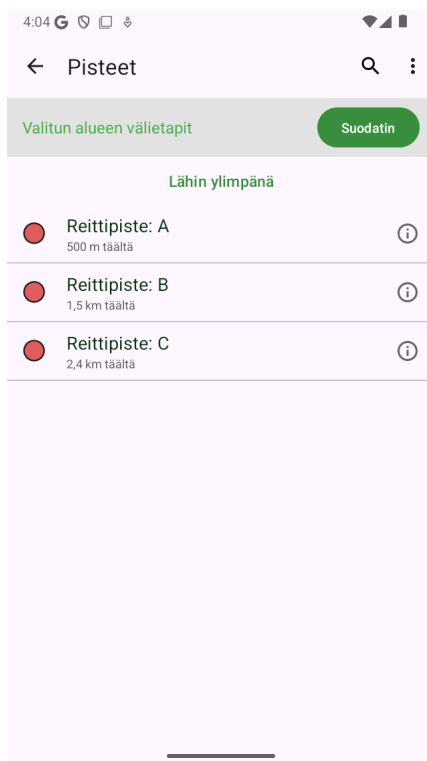 4:04
Pisteet
Valitun alueen välietapit
Suodatin
Lähin ylimpänä
Reittipiste: A
500 m täältä
Reittipiste: B
1,5 km täältä
Reittipiste: C
2,4 km täältä